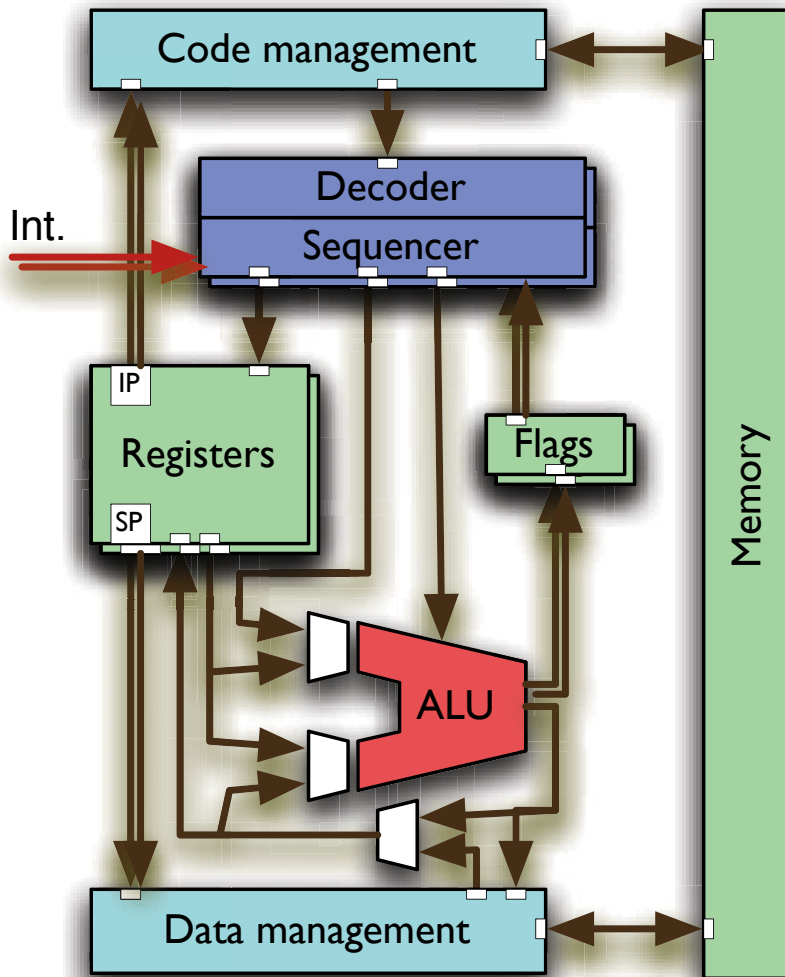 Code management
Decoder
Int.
Sequencer
IP
Registers
Flags
SP
Memory
ALU
Data management